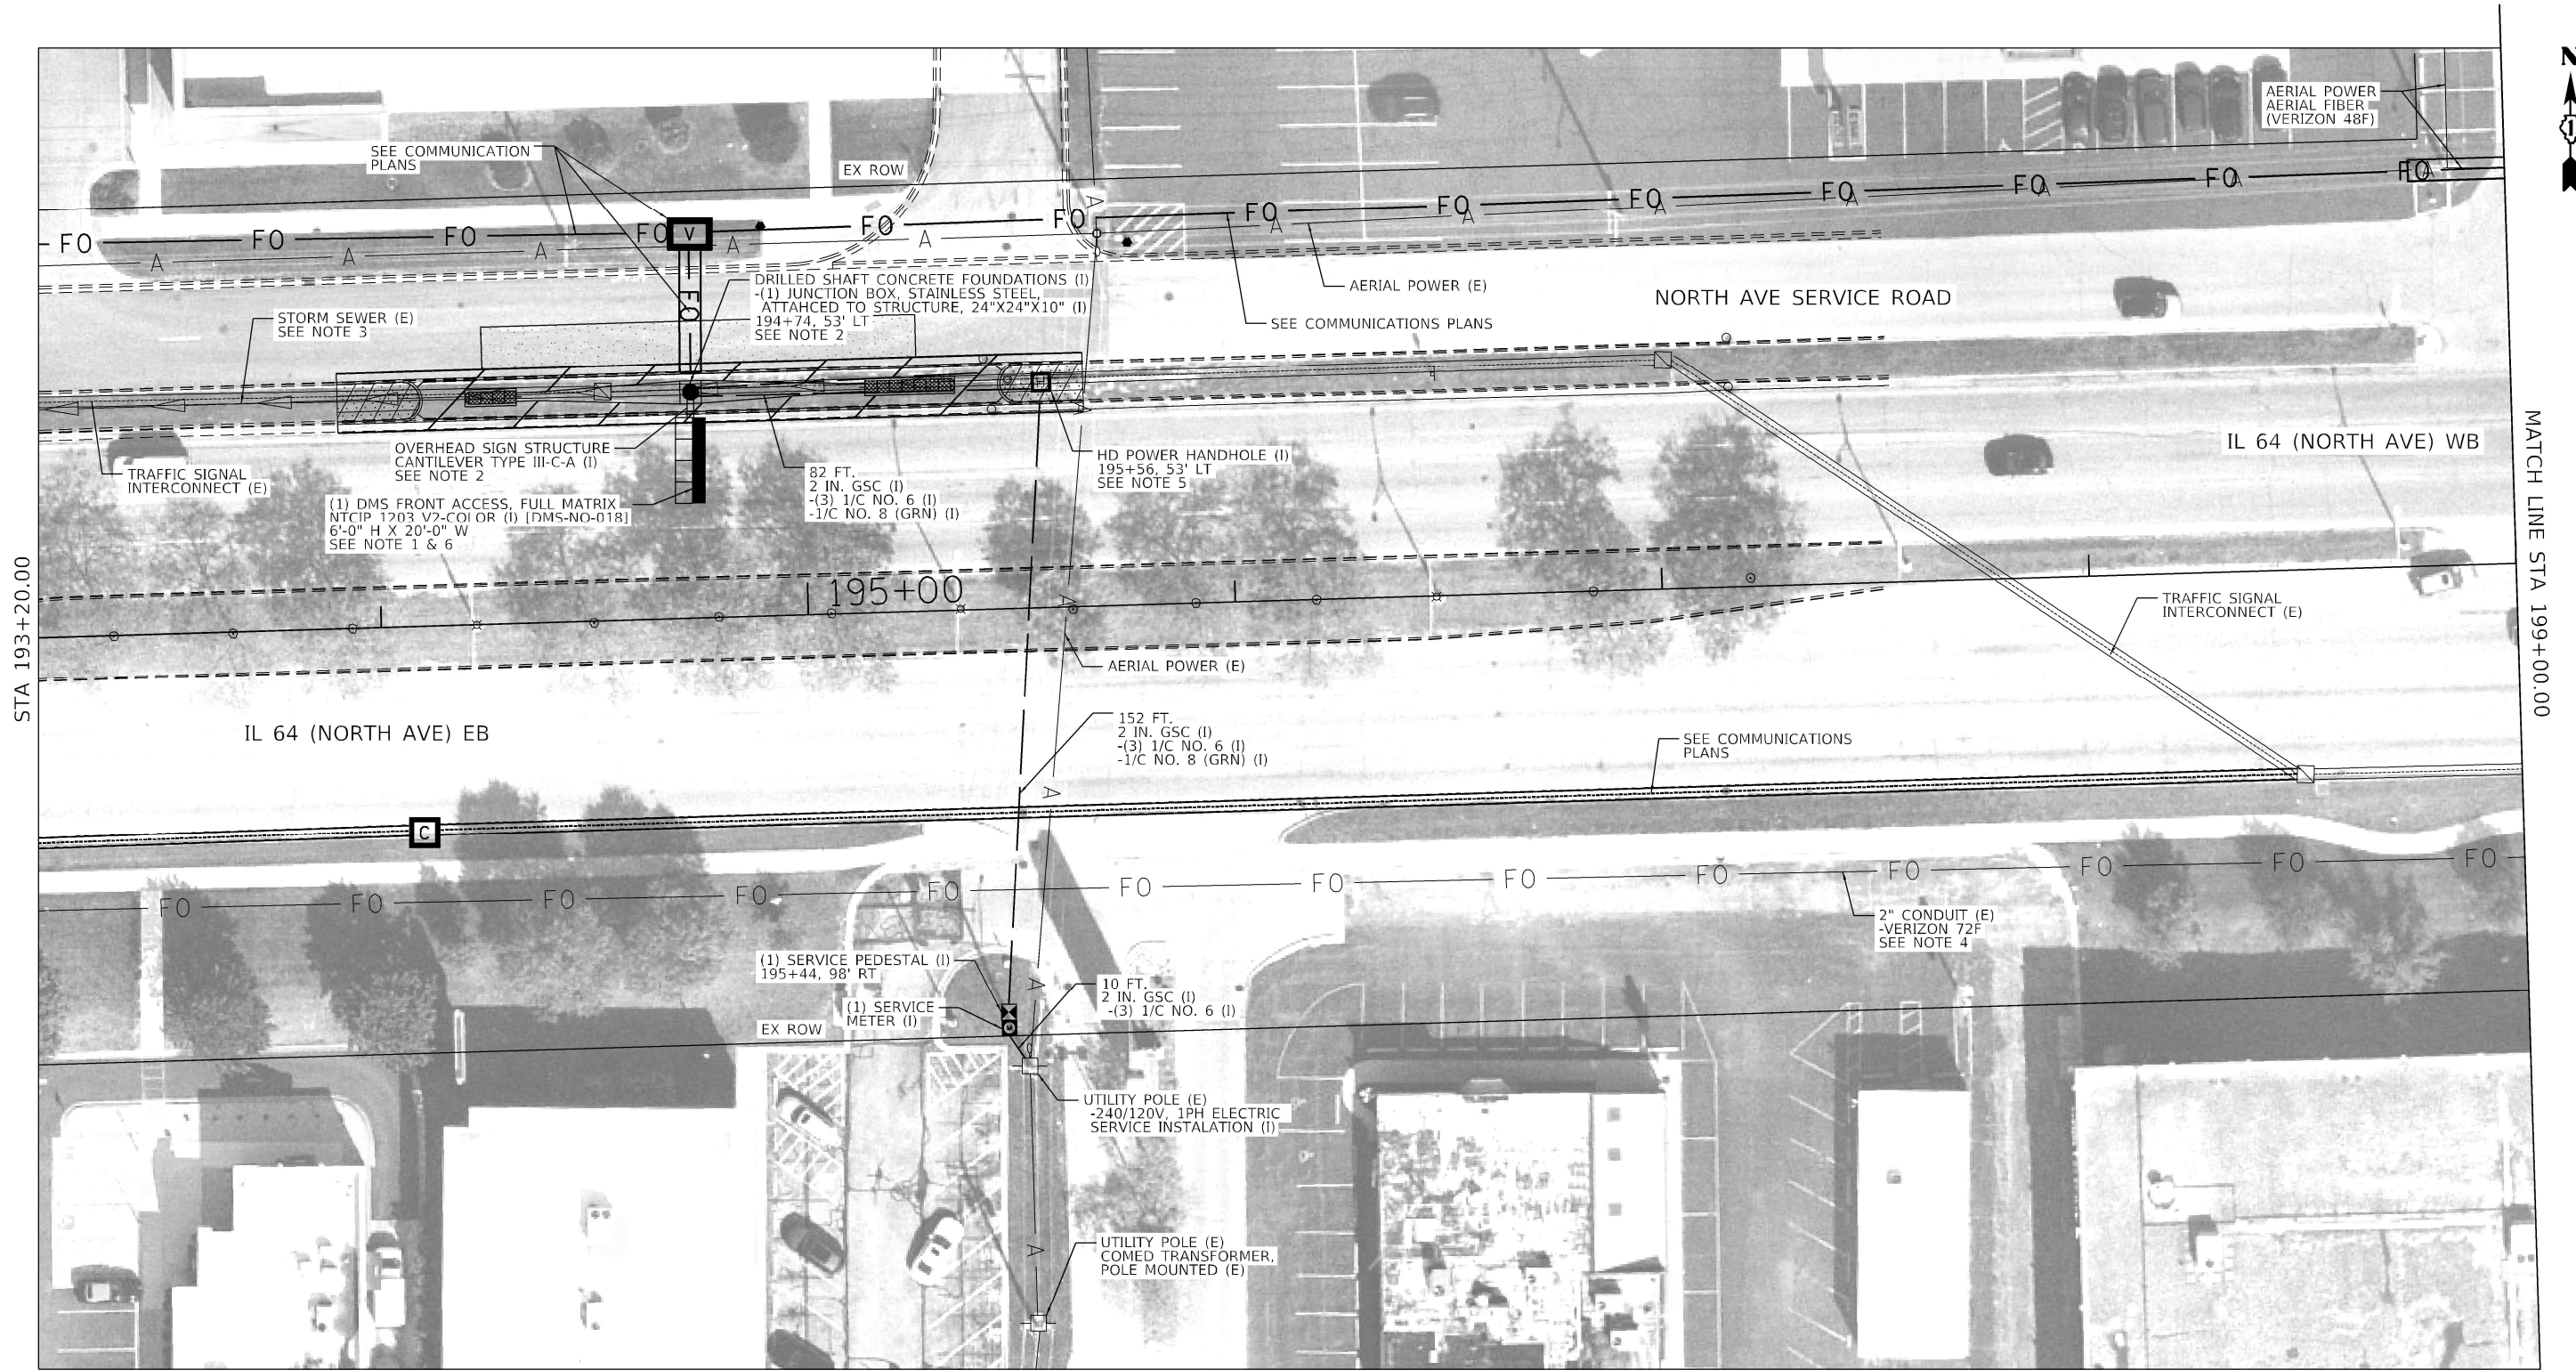 N
AERIAL POWER
AERIAL FIBER
(VERIZON 48F)
SEE COMMUNICATION
PLANS
EX ROW
A
FO FO FO FO V FO FO FO FO FO FO FO FO FO
A A A A A A A A A A A A
FO
DRILLED SHAFT CONCRETE FOUNDATIONS (I)
-(1) JUNCTION BOX, STAINLESS STEEL,
ATTAHCED TO STRUCTURE, 24"X24"X10" (I)
194+74, 53' LT
SEE NOTE 2
AERIAL POWER (E)
NORTH AVE SERVICE ROAD
STORM SEWER (E)
SEE NOTE 3
SEE COMMUNICATIONS PLANS
H
OVERHEAD SIGN STRUCTURE
CANTILEVER TYPE III-C-A (I)
SEE NOTE 2
TRAFFIC SIGNAL
INTERCONNECT (E)
82 FT.
2 IN. GSC (I)
-(3) 1/C NO. 6 (I)
-1/C NO. 8 (GRN) (I)
HD POWER HANDHOLE (I)
195+56, 53' LT
SEE NOTE 5
IL 64 (NORTH AVE) WB
(1) DMS FRONT ACCESS, FULL MATRIX
NTCIP 1203 V2-COLOR (I) [DMS-NO-018]
6'-0" H X 20'-0" W
SEE NOTE 1 & 6
STA 193+20.00
MATCH LINE STA 199+00.00
195+00
A
A
TRAFFIC SIGNAL
INTERCONNECT (E)
AERIAL POWER (E)
IL 64 (NORTH AVE) EB
152 FT.
2 IN. GSC (I)
-(3) 1/C NO. 6 (I)
-1/C NO. 8 (GRN) (I)
SEE COMMUNICATIONS
PLANS
A
C
FO FO FO FO FO FO FO FO FO FO FO FO FO
2" CONDUIT (E)
-VERIZON 72F
SEE NOTE 4
(1) SERVICE PEDESTAL (I)
195+44, 98' RT
A
10 FT.
2 IN. GSC (I)
-(3) 1/C NO. 6 (I)
(1) SERVICE
METER (I)
EX ROW
UTILITY POLE (E)
-240/120V, 1PH ELECTRIC
SERVICE INSTALATION (I)
A
UTILITY POLE (E)
COMED TRANSFORMER,
POLE MOUNTED (E)